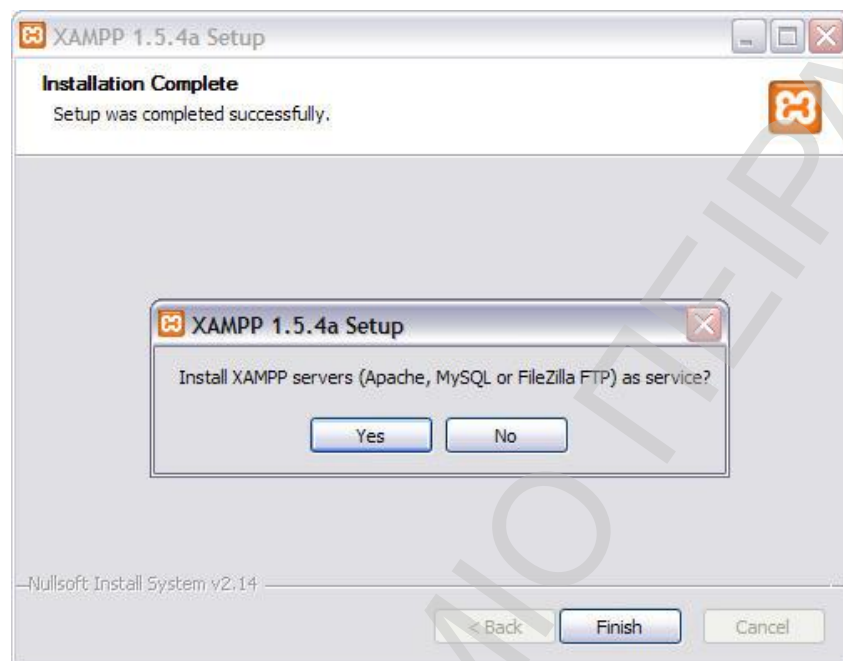 XAMPP 1.5.4a Setup
Installation Complete
Setup was completed successfully.
XAMPP 1.5.4a Setup
Install XAMPP servers (Apache, MySQL or FileZilla FTP) as service?
Yes No
Nullsoft Install System v2.14
< Back Finish Cancel